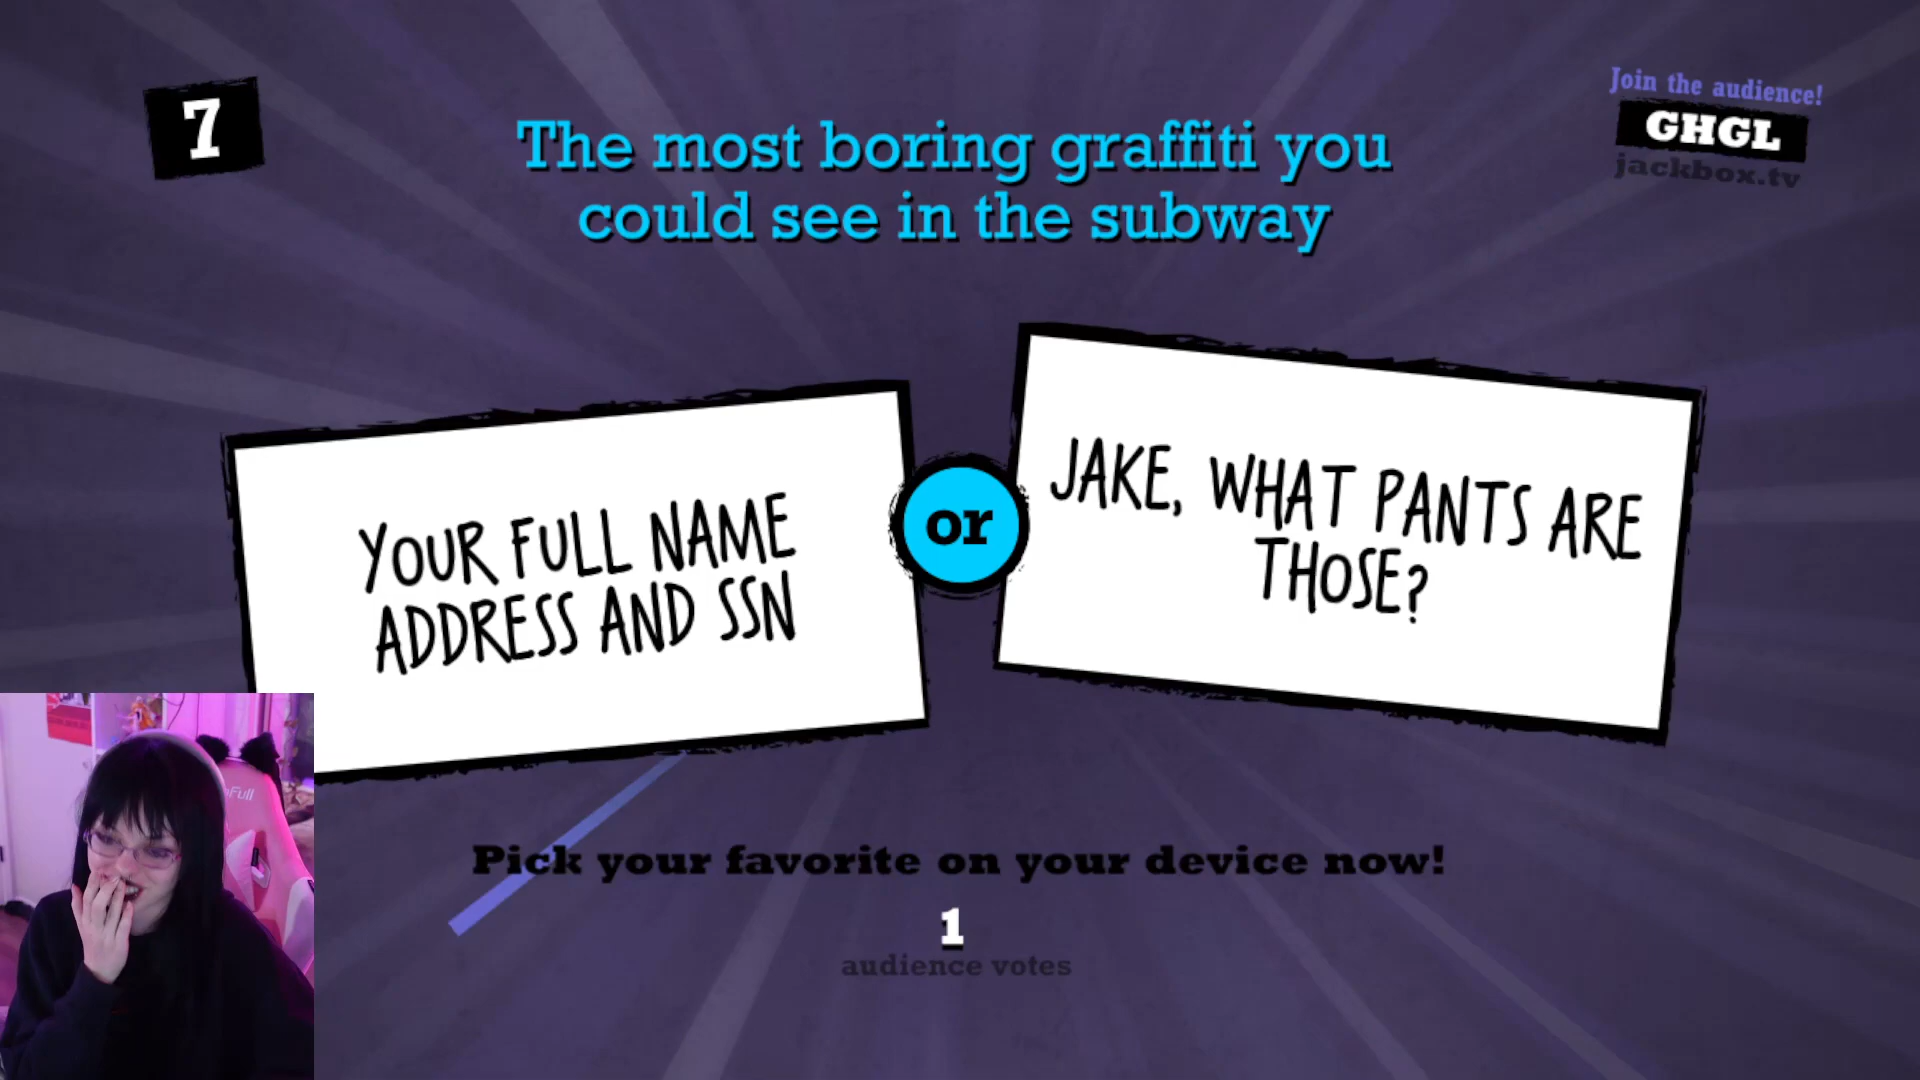 7
The most boring graffiti you
could see in the subway
Join the audience!
GHGL
jackbox.tv
YOUR FULL NAME
ADDRESS AND SSN
or
JAKE, WHAT PANTS ARE
THOSE?
Pick your favorite on your device now!
1
audience votes